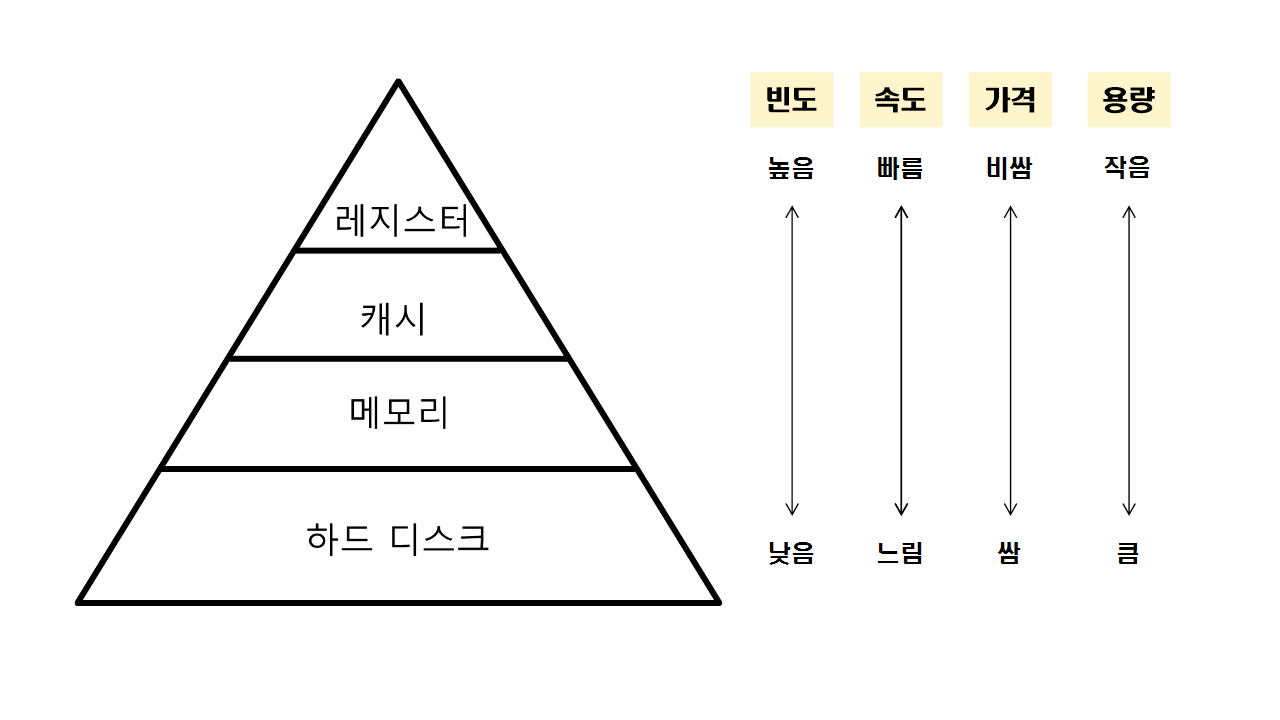 빈도 속도 가격 용량
높음 빠름 비쌈 작음
레지스터
캐시
메모리
하드 디스크
낮음 느림 쌈 큼